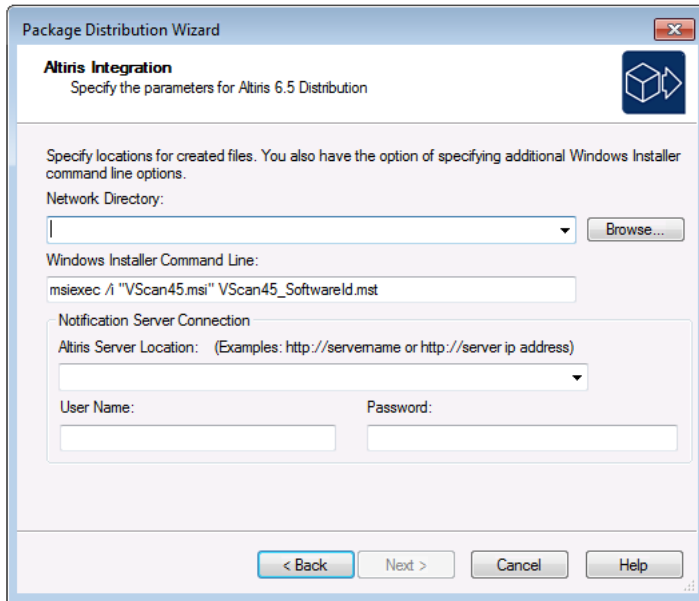 Package Distribution Wizard
Altiris Integration
Specify the parameters for Altiris 6.5 Distribution
Specify locations for created files. You also have the option of specifying additional Windows Installer
command line options.
Network Directory:
Browse...
Windows Installer Command Line:
msiexec /i "VScan45.msi" VScan45_SoftwareId.mst
Notification Server Connection
Altiris Server Location: (Examples: http://servername or http://server ip address)
User Name: Password:
< Back Next > Cancel Help